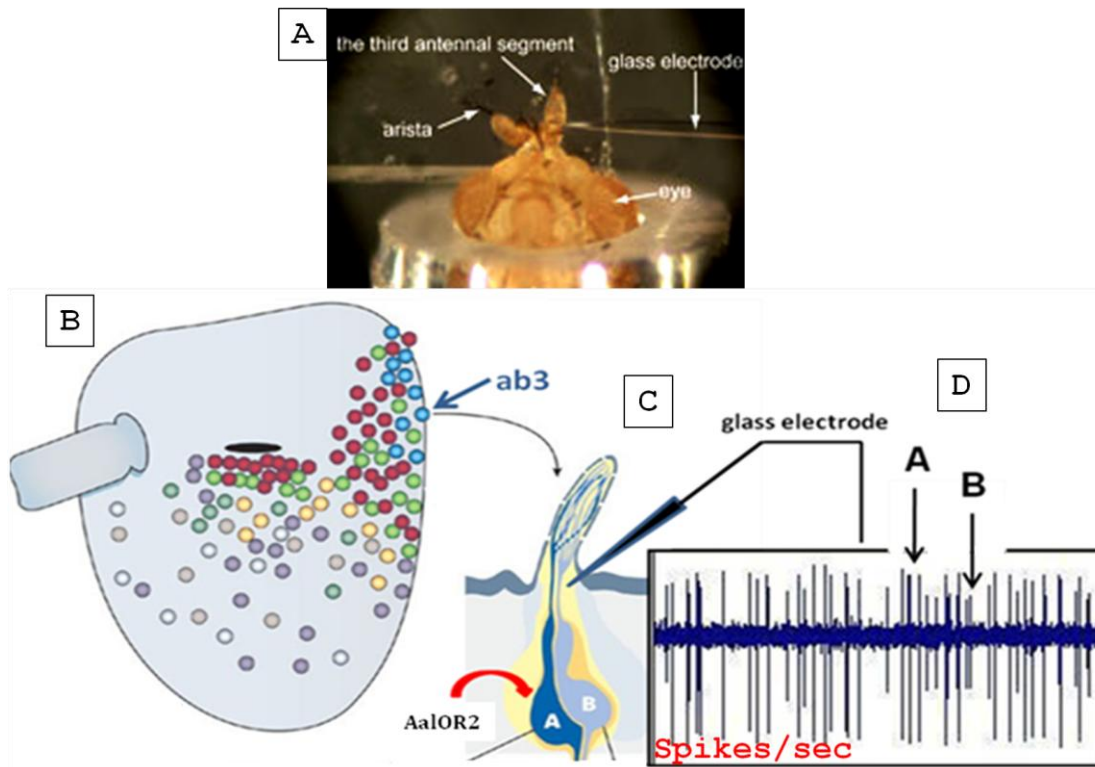 A
the third antennal segment
glass electrode
arista
eye
B
ab3
C
D
glass electrode
A
B
AalOR2
A
B
Spikes/sec